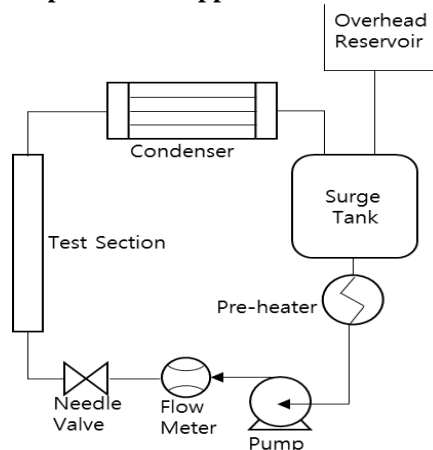 Overhead
Reservoir
Condenser
Surge
Tank
Test Section
Pre-heater
Needle
Valve
Flow
Meter
Pump